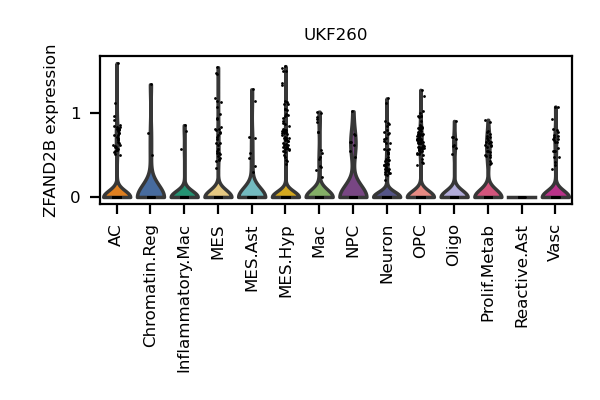 UKF260
ZFAND2B expression
1
0
AC
Chromatin.Reg
Inflammatory.Mac
MES
MES.Ast
MES.Hyp
Mac
NPC
Neuron
OPC
Oligo
Prolif.Metab
Reactive.Ast
Vasc